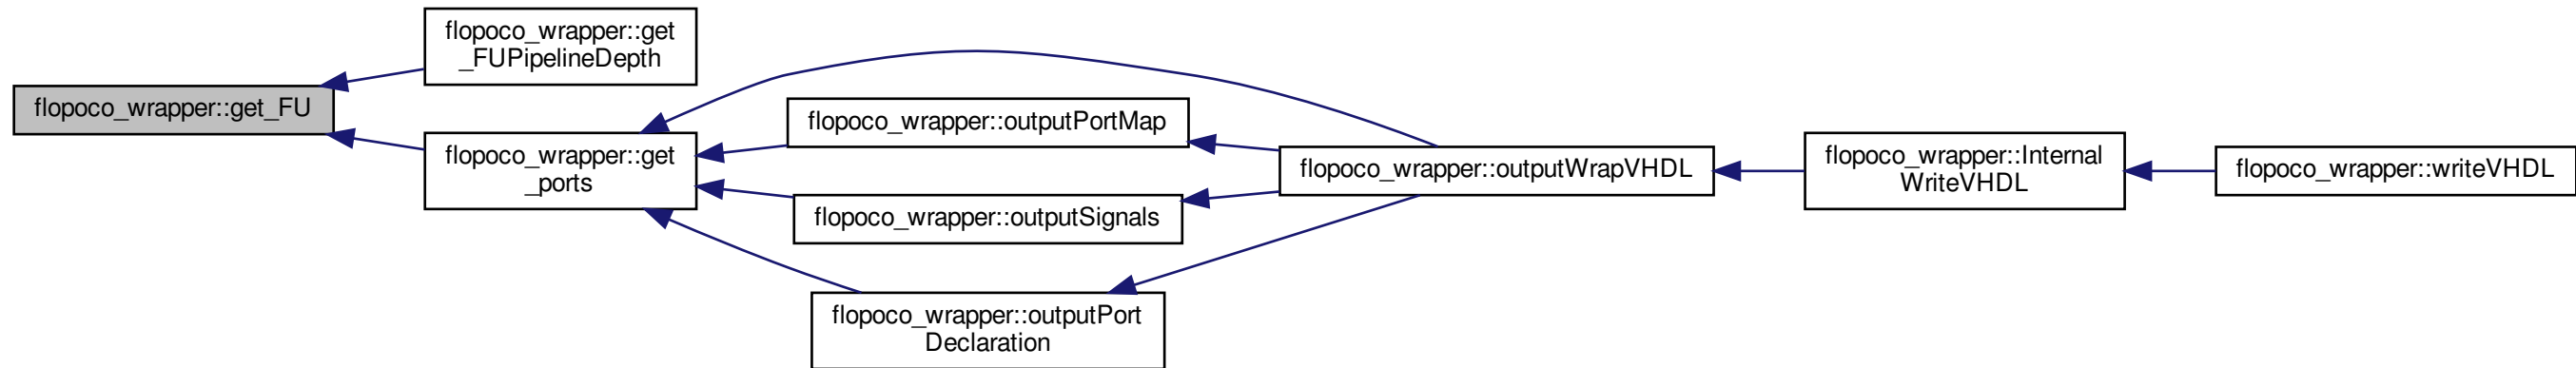 flopoco_wrapper::get_FU
flopoco_wrapper::get
_FUPipelineDepth
flopoco_wrapper::get
_ports
flopoco_wrapper::outputPortMap
flopoco_wrapper::outputSignals
flopoco_wrapper::outputPort
Declaration
flopoco_wrapper::outputWrapVHDL
flopoco_wrapper::Internal
WriteVHDL
flopoco_wrapper::writeVHDL